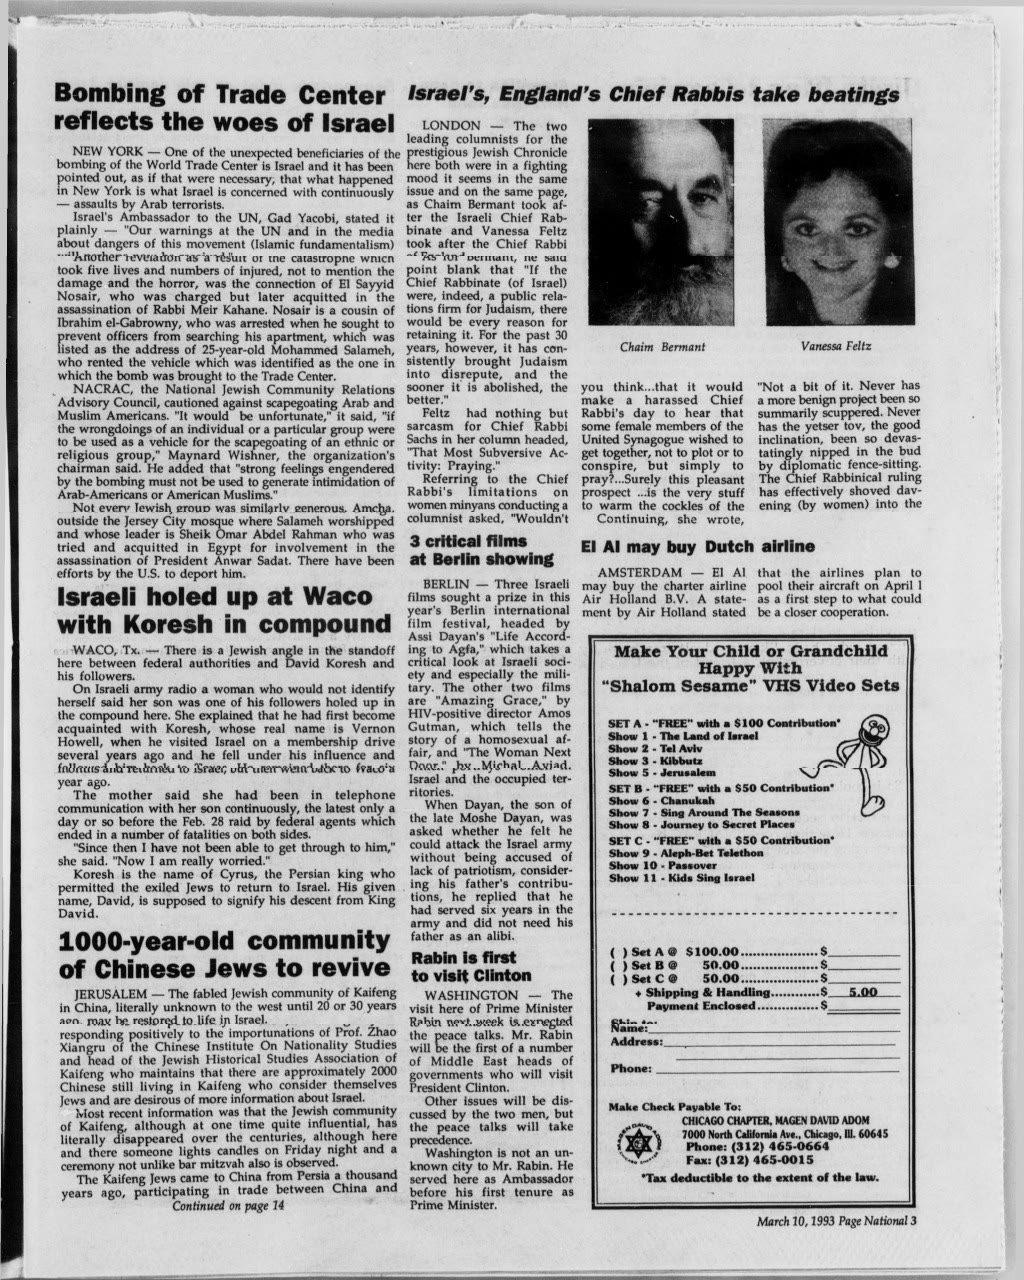 Bombing of Trade Center
reflects the woes of Israel
NEW YORK — One of the unexpected beneficiaries of the
bombing of the World Trade Center is Israel and it has been
pointed out, as if that were necessary, that what happened
in New York is what Israel is concerned with continuously
— assaults by Arab terrorists.
Israel's Ambassador to the UN, Gad Yacobi, stated it
plainly — "Our warnings at the UN and in the media
about dangers of this movement (Islamic fundamentalism)
Another revelation as a result of the catastrophe which
took five lives and numbers of injured, not to mention the
damage and the horror, was the connection of El Sayyid
Nosair, who was charged but later acquitted in the
assassination of Rabbi Meir Kahane. Nosair is a cousin of
Ibrahim el-Gabrowny, who was arrested when he sought to
prevent officers from searching his apartment, which was
listed as the address of 25-year-old Mohammed Salameh,
who rented the vehicle which was identified as the one in
which the bomb was brought to the Trade Center.
NACRAC, the National Jewish Community Relations
Advisory Council, cautioned against scapegoating Arab and
Muslim Americans. "It would be unfortunate," it said, "if
the wrongdoings of an individual or a particular group were
to be used as a vehicle for the scapegoating of an ethnic or
religious group," Maynard Wishner, the organization's
chairman said. He added that "strong feelings engendered
by the bombing must not be used to generate intimidation of
Arab-Americans or American Muslims."
Not every Jewish group was similarly generous. Amcha.
outside the Jersey City mosque where Salameh worshipped
and whose leader is Sheik Omar Abdel Rahman who was
tried and acquitted in Egypt for involvement in the
assassination of President Anwar Sadat. There have been
efforts by the U.S. to deport him.
Israeli holed up at Waco
with Koresh in compound
WACO, Tx. — There is a Jewish angle in the standoff
here between federal authorities and David Koresh and
his followers.
On Israeli army radio a woman who would not identify
herself said her son was one of his followers holed up in
the compound here. She explained that he had first become
acquainted with Koresh, whose real name is Vernon
Howell, when he visited Israel on a membership drive
several years ago and he fell under his influence and
year ago.
The mother said she had been in telephone
communication with her son continuously, the latest only a
day or so before the Feb. 28 raid by federal agents which
ended in a number of fatalities on both sides.
"Since then I have not been able to get through to him,"
she said. "Now I am really worried."
Koresh is the name of Cyrus, the Persian king who
permitted the exiled Jews to return to Israel. His given
name, David, is supposed to signify his descent from King
David.
1000-year-old community
of Chinese Jews to revive
JERUSALEM — The fabled Jewish community of Kaifeng
in China, literally unknown to the west until 20 or 30 years
ago, may be restored to life in Israel.
responding positively to the importunations of Prof. Zhao
Xiangru of the Chinese Institute On Nationality Studies
and head of the Jewish Historical Studies Association of
Kaifeng who maintains that there are approximately 2000
Chinese still living in Kaifeng who consider themselves
Jews and are desirous of more information about Israel.
Most recent information was that the Jewish community
of Kaifeng, although at one time quite influential, has
literally disappeared over the centuries, although here
and there someone lights candles on Friday night and a
ceremony not unlike bar mitzvah also is observed.
The Kaifeng Jews came to China from Persia a thousand
years ago, participating in trade between China and
Continued on page 14
Israel's, England's Chief Rabbis take beatings
LONDON — The two
leading columnists for the
prestigious Jewish Chronicle
here both were in a fighting
mood it seems in the same
issue and on the same page,
as Chaim Bermant took af-
ter the Israeli Chief Rab-
binate and Vanessa Feltz
took after the Chief Rabbi
Bermant, he said
point blank that "If the
Chief Rabbinate (of Israel)
were, indeed, a public rela-
tions firm for Judaism, there
would be every reason for
retaining it. For the past 30
years, however, it has con-
sistently brought Judaism
into disrepute, and the
sooner it is abolished, the
better."
Feltz had nothing but
sarcasm for Chief Rabbi
Sachs in her column headed,
"That Most Subversive Ac-
tivity: Praying."
Referring to the Chief
Rabbi's limitations on
women minyans conducting a
columnist asked, "Wouldn't
Chaim Bermant
Vanessa Feltz
you think...that it would
make a harassed Chief
Rabbi's day to hear that
some female members of the
United Synagogue wished to
get together, not to plot or to
conspire, but simply to
pray?...Surely this pleasant
prospect ...is the very stuff
to warm the cockles of the
Continuing, she wrote,
"Not a bit of it. Never has
a more benign project been so
summarily scuppered. Never
has the yetser tov, the good
inclination, been so devas-
tatingly nipped in the bud
by diplomatic fence-sitting.
The Chief Rabbinical ruling
has effectively shoved dav-
ening (by women) into the
3 critical films
at Berlin showing
BERLIN — Three Israeli
films sought a prize in this
year's Berlin international
film festival, headed by
Assi Dayan's "Life Accord-
ing to Agfa," which takes a
critical look at Israeli soci-
ety and especially the mili-
tary. The other two films
are "Amazing Grace," by
HIV-positive director Amos
Gutman, which tells the
story of a homosexual af-
fair, and "The Woman Next
Door," by Michal Aviad.
Israel and the occupied ter-
ritories.
When Dayan, the son of
the late Moshe Dayan, was
asked whether he felt he
could attack the Israel army
without being accused of
lack of patriotism, consider-
ing his father's contribu-
tions, he replied that he
had served six years in the
army and did not need his
father as an alibi.
Rabin is first
to visit Clinton
WASHINGTON — The
visit here of Prime Minister
Rabin next week is expected
the peace talks. Mr. Rabin
will be the first of a number
of Middle East heads of
governments who will visit
President Clinton.
Other issues will be dis-
cussed by the two men, but
the peace talks will take
precedence.
Washington is not an un-
known city to Mr. Rabin. He
served here as Ambassador
before his first tenure as
Prime Minister.
El Al may buy Dutch airline
AMSTERDAM — El Al
may buy the charter airline
Air Holland B.V. A state-
ment by Air Holland stated
that the airlines plan to
pool their aircraft on April 1
as a first step to what could
be a closer cooperation.
Make Your Child or Grandchild
Happy With
"Shalom Sesame" VHS Video Sets
SET A - "FREE" with a $100 Contribution*
Show 1 - The Land of Israel
Show 2 - Tel Aviv
Show 3 - Kibbutz
Show 5 - Jerusalem
SET B - "FREE" with a $50 Contribution*
Show 6 - Chanukah
Show 7 - Sing Around The Seasons
Show 8 - Journey to Secret Places
SET C - "FREE" with a $50 Contribution*
Show 9 - Aleph-Bet Telethon
Show 10 - Passover
Show 11 - Kids Sing Israel
( ) Set A @ $100.00....................$
( ) Set B @ 50.00....................$
( ) Set C @ 50.00....................$
+ Shipping & Handling............$ 5.00
Payment Enclosed................$
Ship to:
Name:
Address:
Phone:
Make Check Payable To:
CHICAGO CHAPTER, MAGEN DAVID ADOM
7000 North California Ave., Chicago, Ill. 60645
Phone: (312) 465-0664
Fax: (312) 465-0015
*Tax deductible to the extent of the law.
March 10, 1993 Page National 3